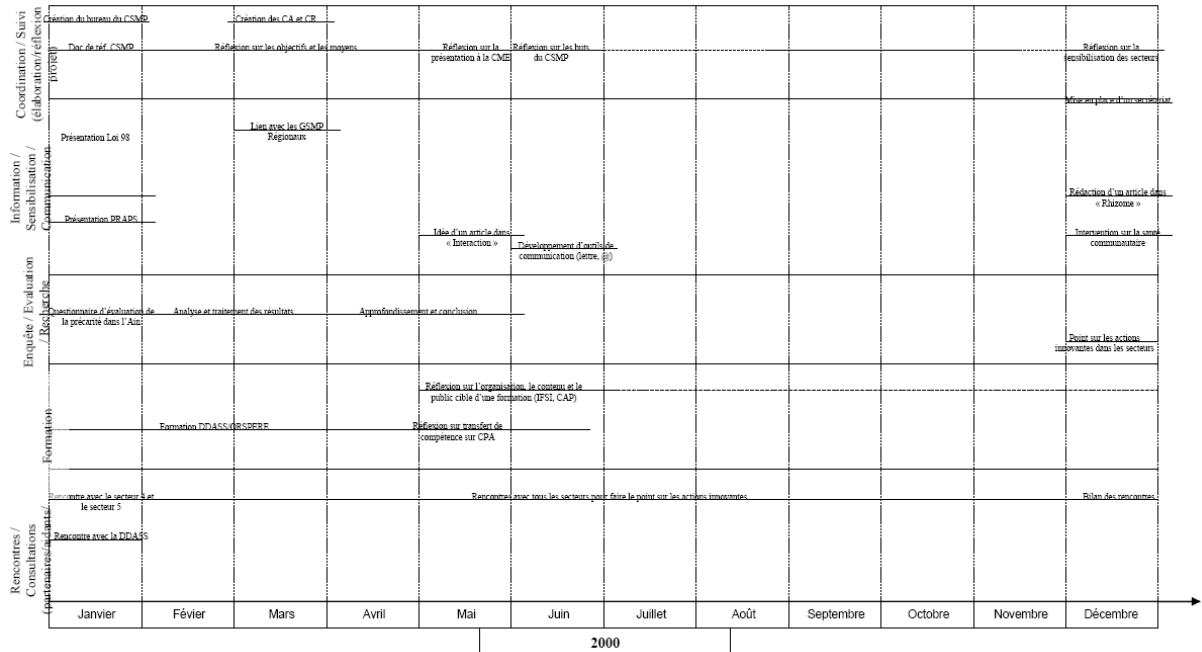 Coordination / Suivi
(élaboration/réflexion
projet)
Création du bureau du CSMP
Création des CA et CR
Doc de réf. CSMP
Réflexion sur les objectifs et les moyens
Réflexion sur la
présentation à la CME
Réflexion sur les buts
du CSMP
Réflexion sur la
sensibilisation des secteurs
Mise en place d'un secrétariat
Information /
Sensibilisation /
Communication
Présentation Loi 98
Lien avec les GSMP
Régionaux
Présentation PRAPS
Idée d'un article dans
« Interaction »
Développement d'outils de
communication (lettre, @)
Rédaction d'un article dans
« Rhizome »
Intervention sur la santé
communautaire
Enquête / Evaluation
/ Recherche
Questionnaire d'évaluation de
la précarité dans l'Ain
Analyse et traitement des résultats
Approfondissement et conclusion
Point sur les actions
innovantes dans les secteurs
Formation
Réflexion sur l'organisation, le contenu et le
public cible d'une formation (IFSI, CAP)
Formation DDASS/ORSPERE
Réflexion sur transfert de
compétence sur CPA
Rencontres /
Consultations
(partenaires/aidants/
Rencontre avec le secteur 4 et
le secteur 5
Rencontres avec tous les secteurs pour faire le point sur les actions innovantes
Bilan des rencontres
Rencontre avec la DDASS
Janvier
Févier
Mars
Avril
Mai
Juin
Juillet
Août
Septembre
Octobre
Novembre
Décembre
2000